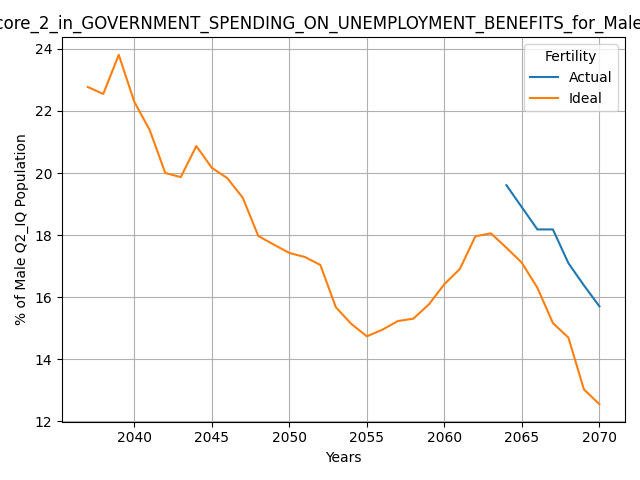 core_2_in_GOVERNMENT_SPENDING_ON_UNEMPLOYMENT_BENEFITS_for_Male
24
22
20
18
16
14
12
% of Male Q2_IQ Population
Fertility
Actual
Ideal
2040 2045 2050 2055 2060 2065 2070
Years